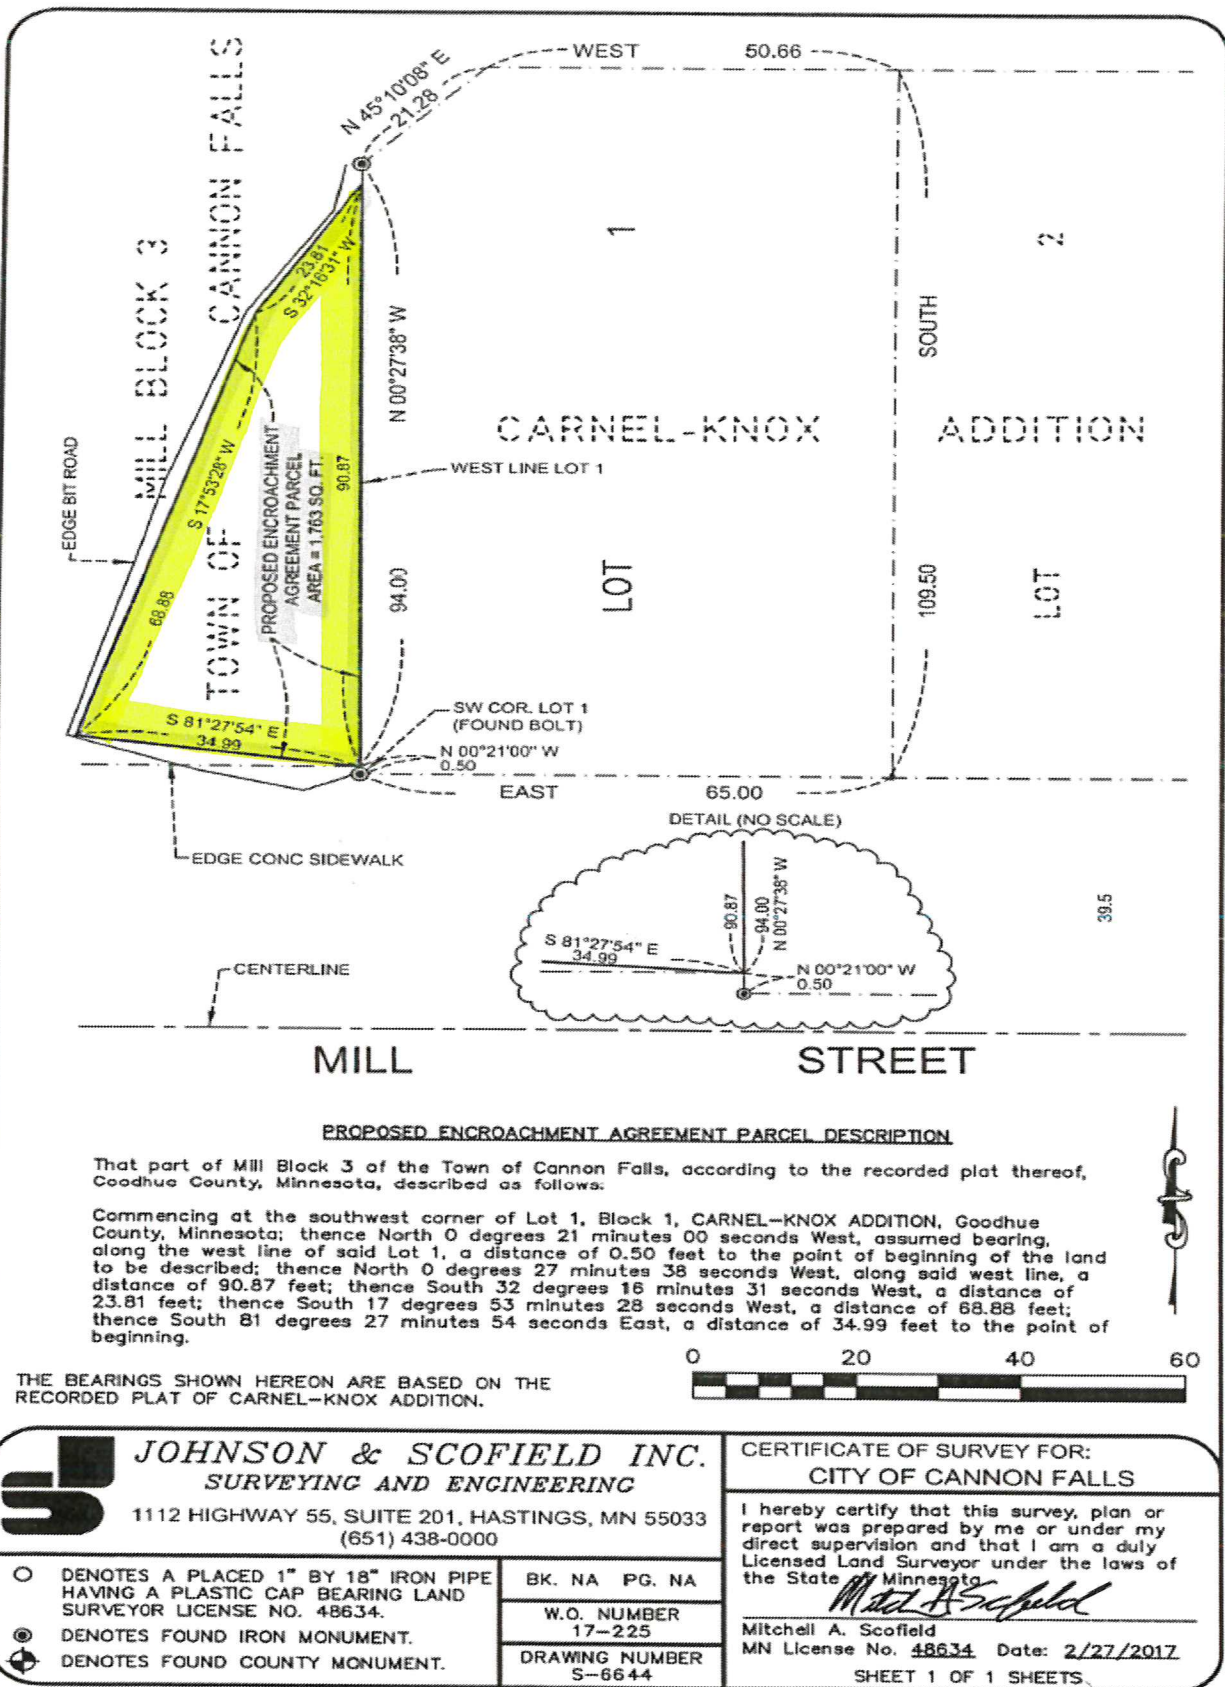 WEST 50.66
N 45°10'08" E
21.28
MILL BLOCK 3
TOWN OF CANNON FALLS
23.81
S 32°16'31" W
N 00°27'38" W
1
2
SOUTH
CARNEL-KNOX ADDITION
EDGE BIT ROAD
S 17°53'28" W
68.88
PROPOSED ENCROACHMENT
AGREEMENT PARCEL
AREA = 1,763 SQ. FT.
90.87
WEST LINE LOT 1
94.00
LOT
109.50
LOT
S 81°27'54" E
34.99
SW COR. LOT 1
(FOUND BOLT)
N 00°21'00" W
0.50
EAST 65.00
DETAIL (NO SCALE)
EDGE CONC SIDEWALK
90.87
94.00
N 00°27'38" W
39.5
S 81°27'54" E
34.99
N 00°21'00" W
0.50
CENTERLINE
MILL STREET
PROPOSED ENCROACHMENT AGREEMENT PARCEL DESCRIPTION
That part of Mill Block 3 of the Town of Cannon Falls, according to the recorded plat thereof,
Goodhue County, Minnesota, described as follows:
Commencing at the southwest corner of Lot 1, Block 1, CARNEL-KNOX ADDITION, Goodhue
County, Minnesota; thence North 0 degrees 21 minutes 00 seconds West, assumed bearing,
along the west line of said Lot 1, a distance of 0.50 feet to the point of beginning of the land
to be described; thence North 0 degrees 27 minutes 38 seconds West, along said west line, a
distance of 90.87 feet; thence South 32 degrees 16 minutes 31 seconds West, a distance of
23.81 feet; thence South 17 degrees 53 minutes 28 seconds West, a distance of 68.88 feet;
thence South 81 degrees 27 minutes 54 seconds East, a distance of 34.99 feet to the point of
beginning.
0 20 40 60
THE BEARINGS SHOWN HEREON ARE BASED ON THE
RECORDED PLAT OF CARNEL-KNOX ADDITION.
JOHNSON & SCOFIELD INC.
SURVEYING AND ENGINEERING
1112 HIGHWAY 55, SUITE 201, HASTINGS, MN 55033
(651) 438-0000
DENOTES A PLACED 1" BY 18" IRON PIPE
HAVING A PLASTIC CAP BEARING LAND
SURVEYOR LICENSE NO. 48634.
DENOTES FOUND IRON MONUMENT.
DENOTES FOUND COUNTY MONUMENT.
BK. NA PG. NA
W.O. NUMBER
17-225
DRAWING NUMBER
S-6644
CERTIFICATE OF SURVEY FOR:
CITY OF CANNON FALLS
I hereby certify that this survey, plan or
report was prepared by me or under my
direct supervision and that I am a duly
Licensed Land Surveyor under the laws of
the State of Minnesota
Mitch A Scofield
Mitchell A. Scofield
MN License No. 48634 Date: 2/27/2017
SHEET 1 OF 1 SHEETS